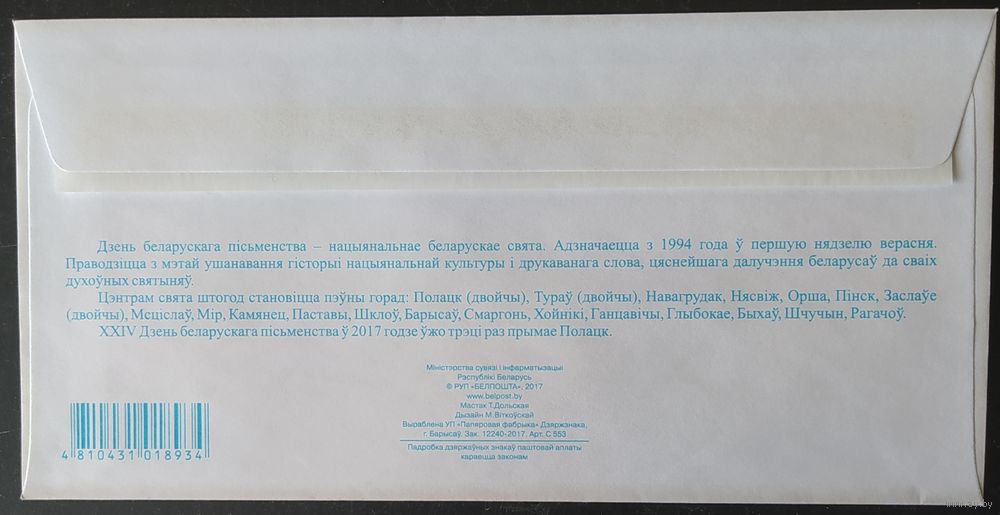 Дзень беларускага пісьменства – нацыянальнае беларускае свята. Адзначаецца з 1994 года ў першую нядзелю верасня.
Праводзіцца з мэтай ушанавання гісторыі нацыянальнай культуры і друкаванага слова, цяснейшага далучэння беларусаў да сваіх
духоўных святыняў.
Цэнтрам свята штогод становіцца пэўны горад: Полацк (двойчы), Тураў (двойчы), Навагрудак, Нясвіж, Орша, Пінск, Заслаўе
(двойчы), Мсціслаў, Мір, Камянец, Паставы, Шклоў, Барысаў, Смаргонь, Хойнікі, Ганцавічы, Глыбокае, Быхаў, Шчучын, Рагачоў.
XXIV Дзень беларускага пісьменства ў 2017 годзе ўжо трэці раз прымае Полацк.
Міністэрства сувязі і інфарматызацыі
Рэспублікі Беларусь
© РУП «БЕЛПОШТА», 2017
www.belpost.by
Мастак Т.Дольская
Дызайн М.Віткоўскай
Выраблена УП «Папяровая фабрыка» Дзяржзнака,
г. Барысаў. Зак. 12240-2017. Арт. С 553
Падробка дзяржаўных знакаў паштовай аплаты
караецца законам
4 810431 018934